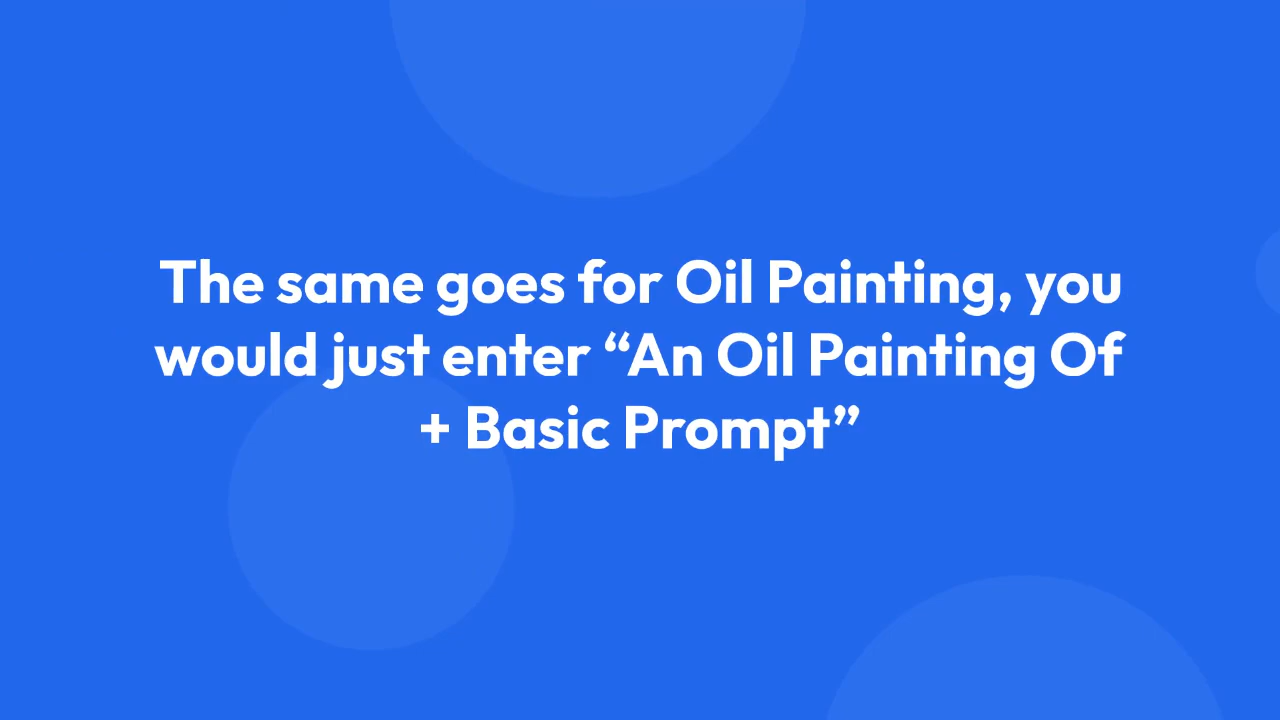 The same goes for Oil Painting, you
would just enter “An Oil Painting Of
+ Basic Prompt”